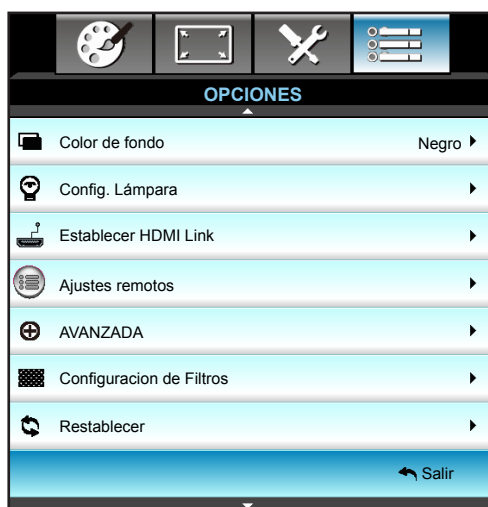 OPCIONES
Color de fondo Negro
Config. Lámpara
Establecer HDMI Link
Ajustes remotos
AVANZADA
Configuracion de Filtros
Restablecer
Salir